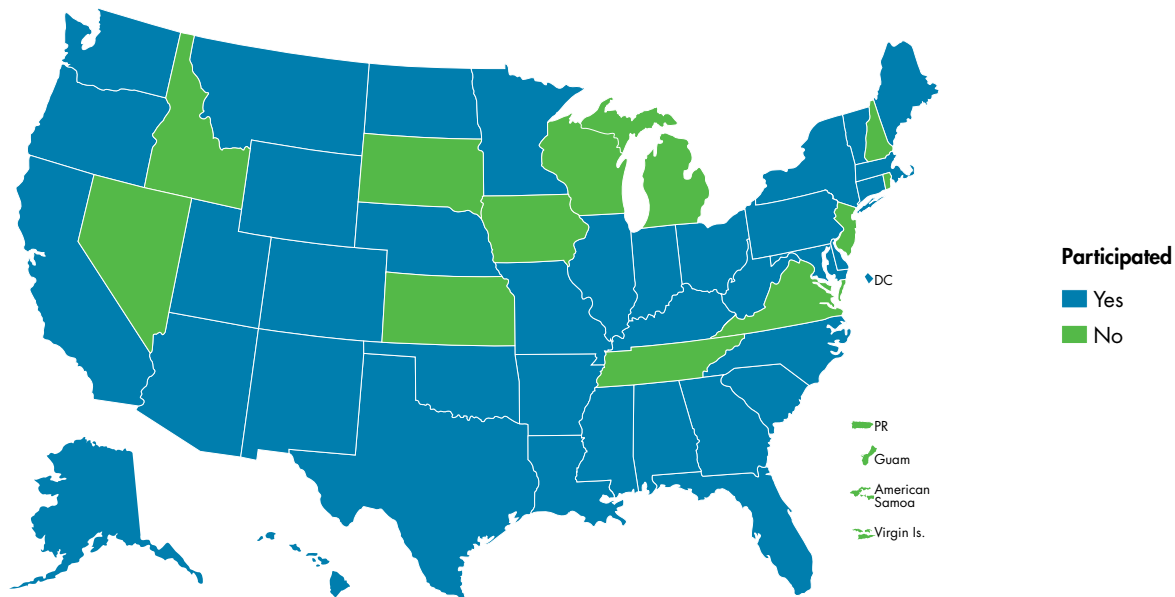 Participated
Yes
No
DC
PR
Guam
American
Samoa
Virgin Is.